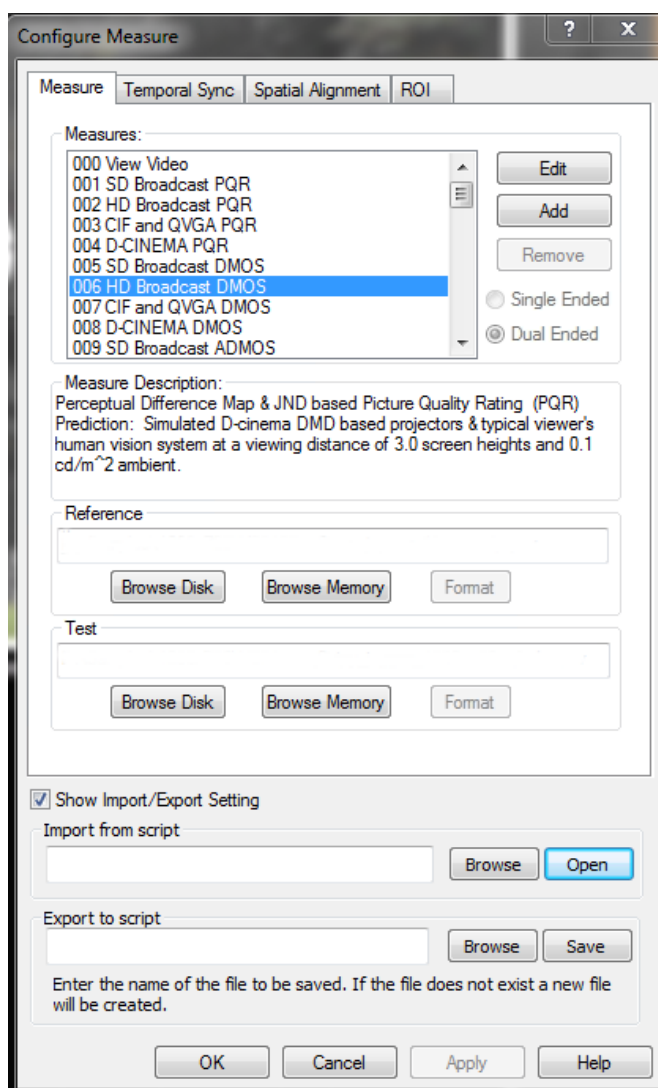 Configure Measure
? X
Measure Temporal Sync Spatial Alignment ROI
Measures:
000 View Video
001 SD Broadcast PQR
002 HD Broadcast PQR
003 CIF and QVGA PQR
004 D-CINEMA PQR
005 SD Broadcast DMOS
006 HD Broadcast DMOS
007 CIF and QVGA DMOS
008 D-CINEMA DMOS
009 SD Broadcast ADMOS
Edit
Add
Remove
Single Ended
Dual Ended
Measure Description:
Perceptual Difference Map & JND based Picture Quality Rating (PQR)
Prediction: Simulated D-cinema DMD based projectors & typical viewer's
human vision system at a viewing distance of 3.0 screen heights and 0.1
cd/m^2 ambient.
Reference
Browse Disk Browse Memory Format
Test
Browse Disk Browse Memory Format
Show Import/Export Setting
Import from script
Browse Open
Export to script
Browse Save
Enter the name of the file to be saved. If the file does not exist a new file
will be created.
OK Cancel Apply Help